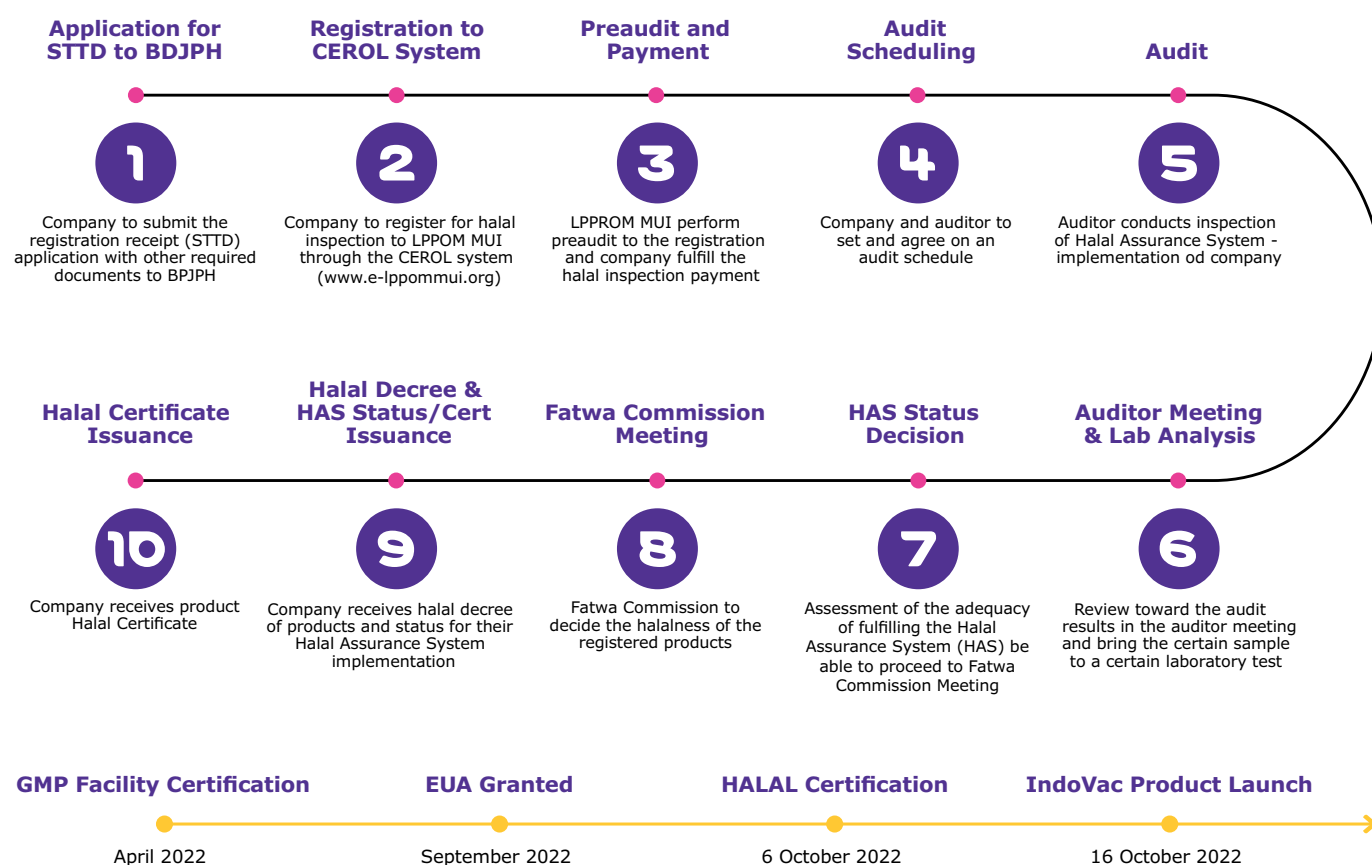 Application for
STTD to BDJPH
Registration to
CEROL System
Preaudit and
Payment
Audit
Scheduling
Audit
1
2
3
4
5
Company to submit the
registration receipt (STTD)
application with other required
documents to BPJPH
Company to register for halal
inspection to LPPOM MUI
through the CEROL system
(www.e-lppommui.org)
LPPROM MUI perform
preaudit to the registration
and company fulfill the
halal inspection payment
Company and auditor to
set and agree on an
audit schedule
Auditor conducts inspection
of Halal Assurance System -
implementation od company
Halal Certificate
Issuance
Halal Decree &
HAS Status/Cert
Issuance
Fatwa Commission
Meeting
HAS Status
Decision
Auditor Meeting
& Lab Analysis
10
9
8
7
6
Company receives product
Halal Certificate
Company receives halal decree
of products and status for their
Halal Assurance System
implementation
Fatwa Commission to
decide the halalness of the
registered products
Assessment of the adequacy
of fulfilling the Halal
Assurance System (HAS) be
able to proceed to Fatwa
Commission Meeting
Review toward the audit
results in the auditor meeting
and bring the certain sample
to a certain laboratory test
GMP Facility Certification
EUA Granted
HALAL Certification
IndoVac Product Launch
April 2022
September 2022
6 October 2022
16 October 2022